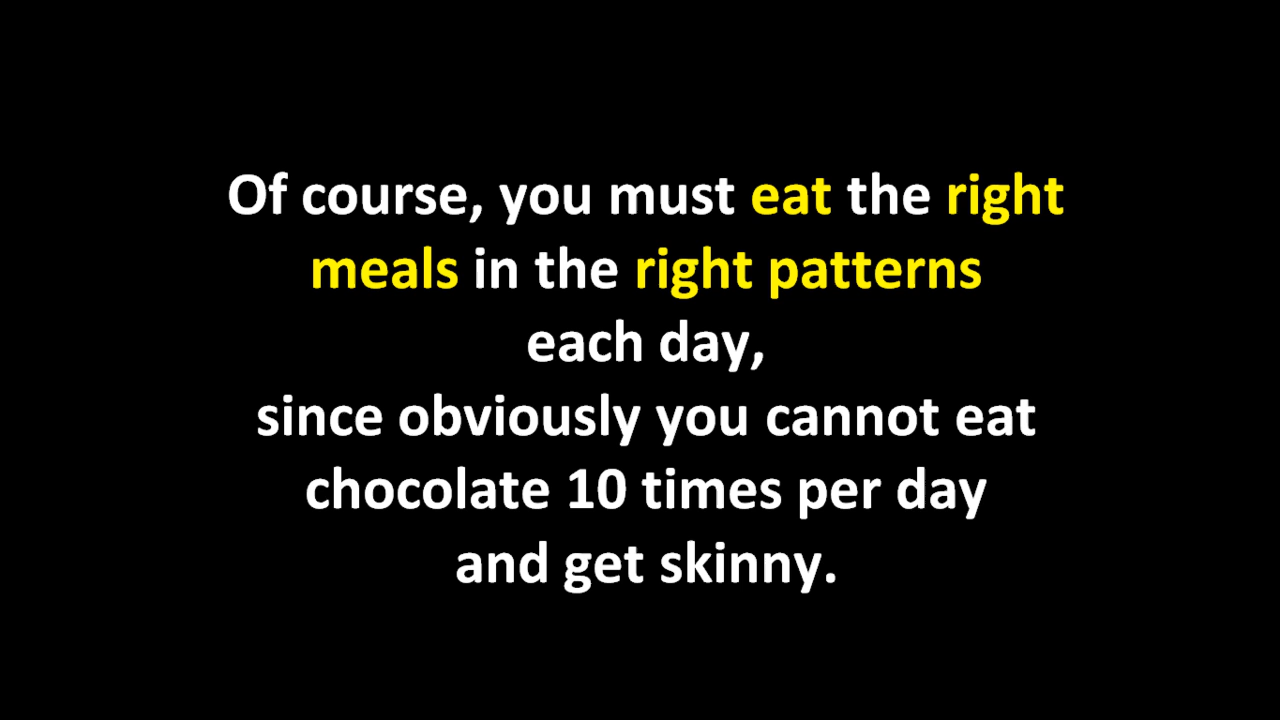 Of course, you must eat the right
meals in the right patterns
each day,
since obviously you cannot eat
chocolate 10 times per day
and get skinny.